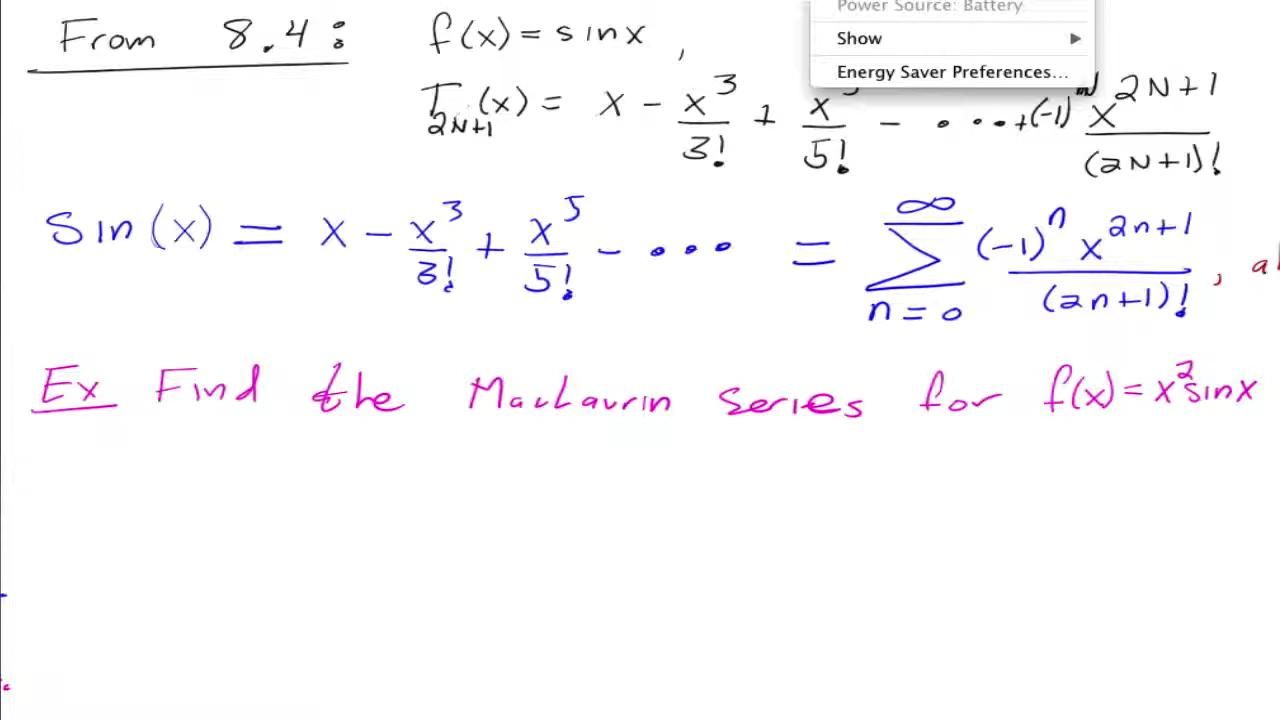 From 8.4: f(x) = sin x,
Power Source: Battery
Show
Energy Saver Preferences...
T_{2N+1}(x) = x - x^3/3! + x^5/5! - ... + (-1)^N x^{2N+1}/(2N+1)!
Sin(x) = x - x^3/3! + x^5/5! - ... = ∑_{n=0}^{∞} (-1)^n x^{2n+1}/(2n+1)!,
Ex Find the MacLaurin series for f(x) = x^2 sin x